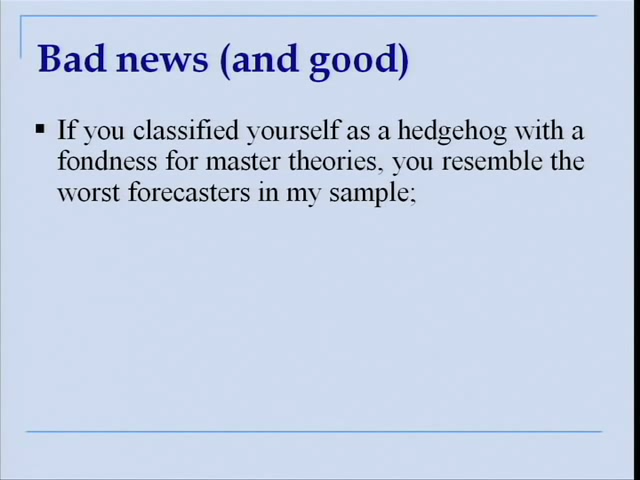 Bad news (and good)
▪ If you classified yourself as a hedgehog with a
fondness for master theories, you resemble the
worst forecasters in my sample;